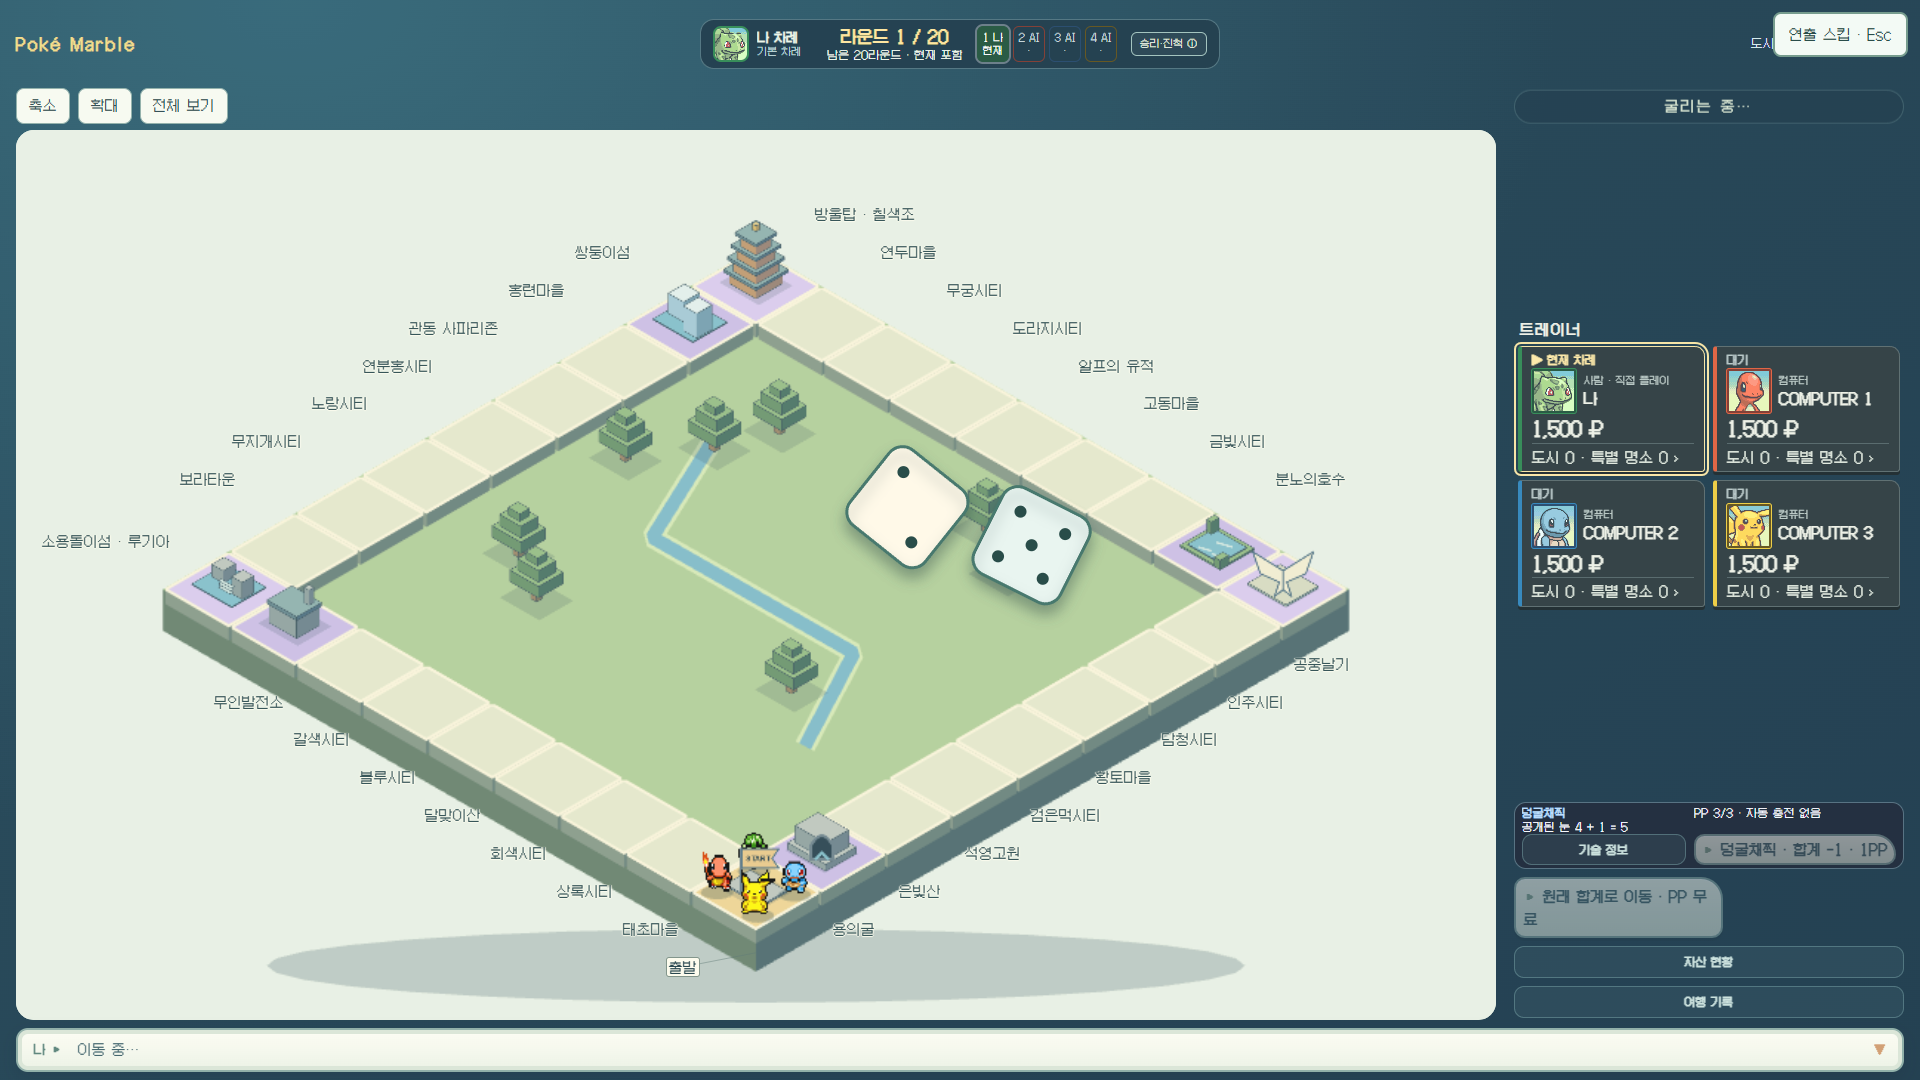 Poké Marble
나 차례
기본 차례
라운드 1 / 20
남은 20라운드 · 현재 포함
1 나
현재
2 AI
·
3 AI
·
4 AI
·
승리·진혁 ⓘ
도시
연출 스킵 · Esc
축소
확대
전체 보기
굴리는 중…
방울탑 · 칠색조
쌍둥이섬
연두마을
홍련마을
무궁시티
관동 사파리존
도라지시티
연분홍시티
알프의 유적
노랑시티
고동마을
무지개시티
금빛시티
보라타운
분노의호수
소용돌이섬 · 루기아
공중날기
무인발전소
인주시티
갈색시티
담청시티
블루시티
황토마을
달맞이산
검은먹시티
회색시티
석영고원
상록시티
은빛산
태초마을
용의굴
START
출발
트레이너
▶ 현재 차례
사람 · 직접 플레이
나
1,500 ₽
도시 0 · 특별 명소 0 ›
대기
컴퓨터
COMPUTER 1
1,500 ₽
도시 0 · 특별 명소 0 ›
대기
컴퓨터
COMPUTER 2
1,500 ₽
도시 0 · 특별 명소 0 ›
대기
컴퓨터
COMPUTER 3
1,500 ₽
도시 0 · 특별 명소 0 ›
덩굴채찍
PP 3/3 · 자동 충전 없음
공개된 눈 4 + 1 = 5
기술 정보
▶ 덩굴채찍 · 합계 -1 · 1PP
▶ 원래 합계로 이동 · PP 무
료
자산 현황
여행 기록
나 ▶ 이동 중…
▼